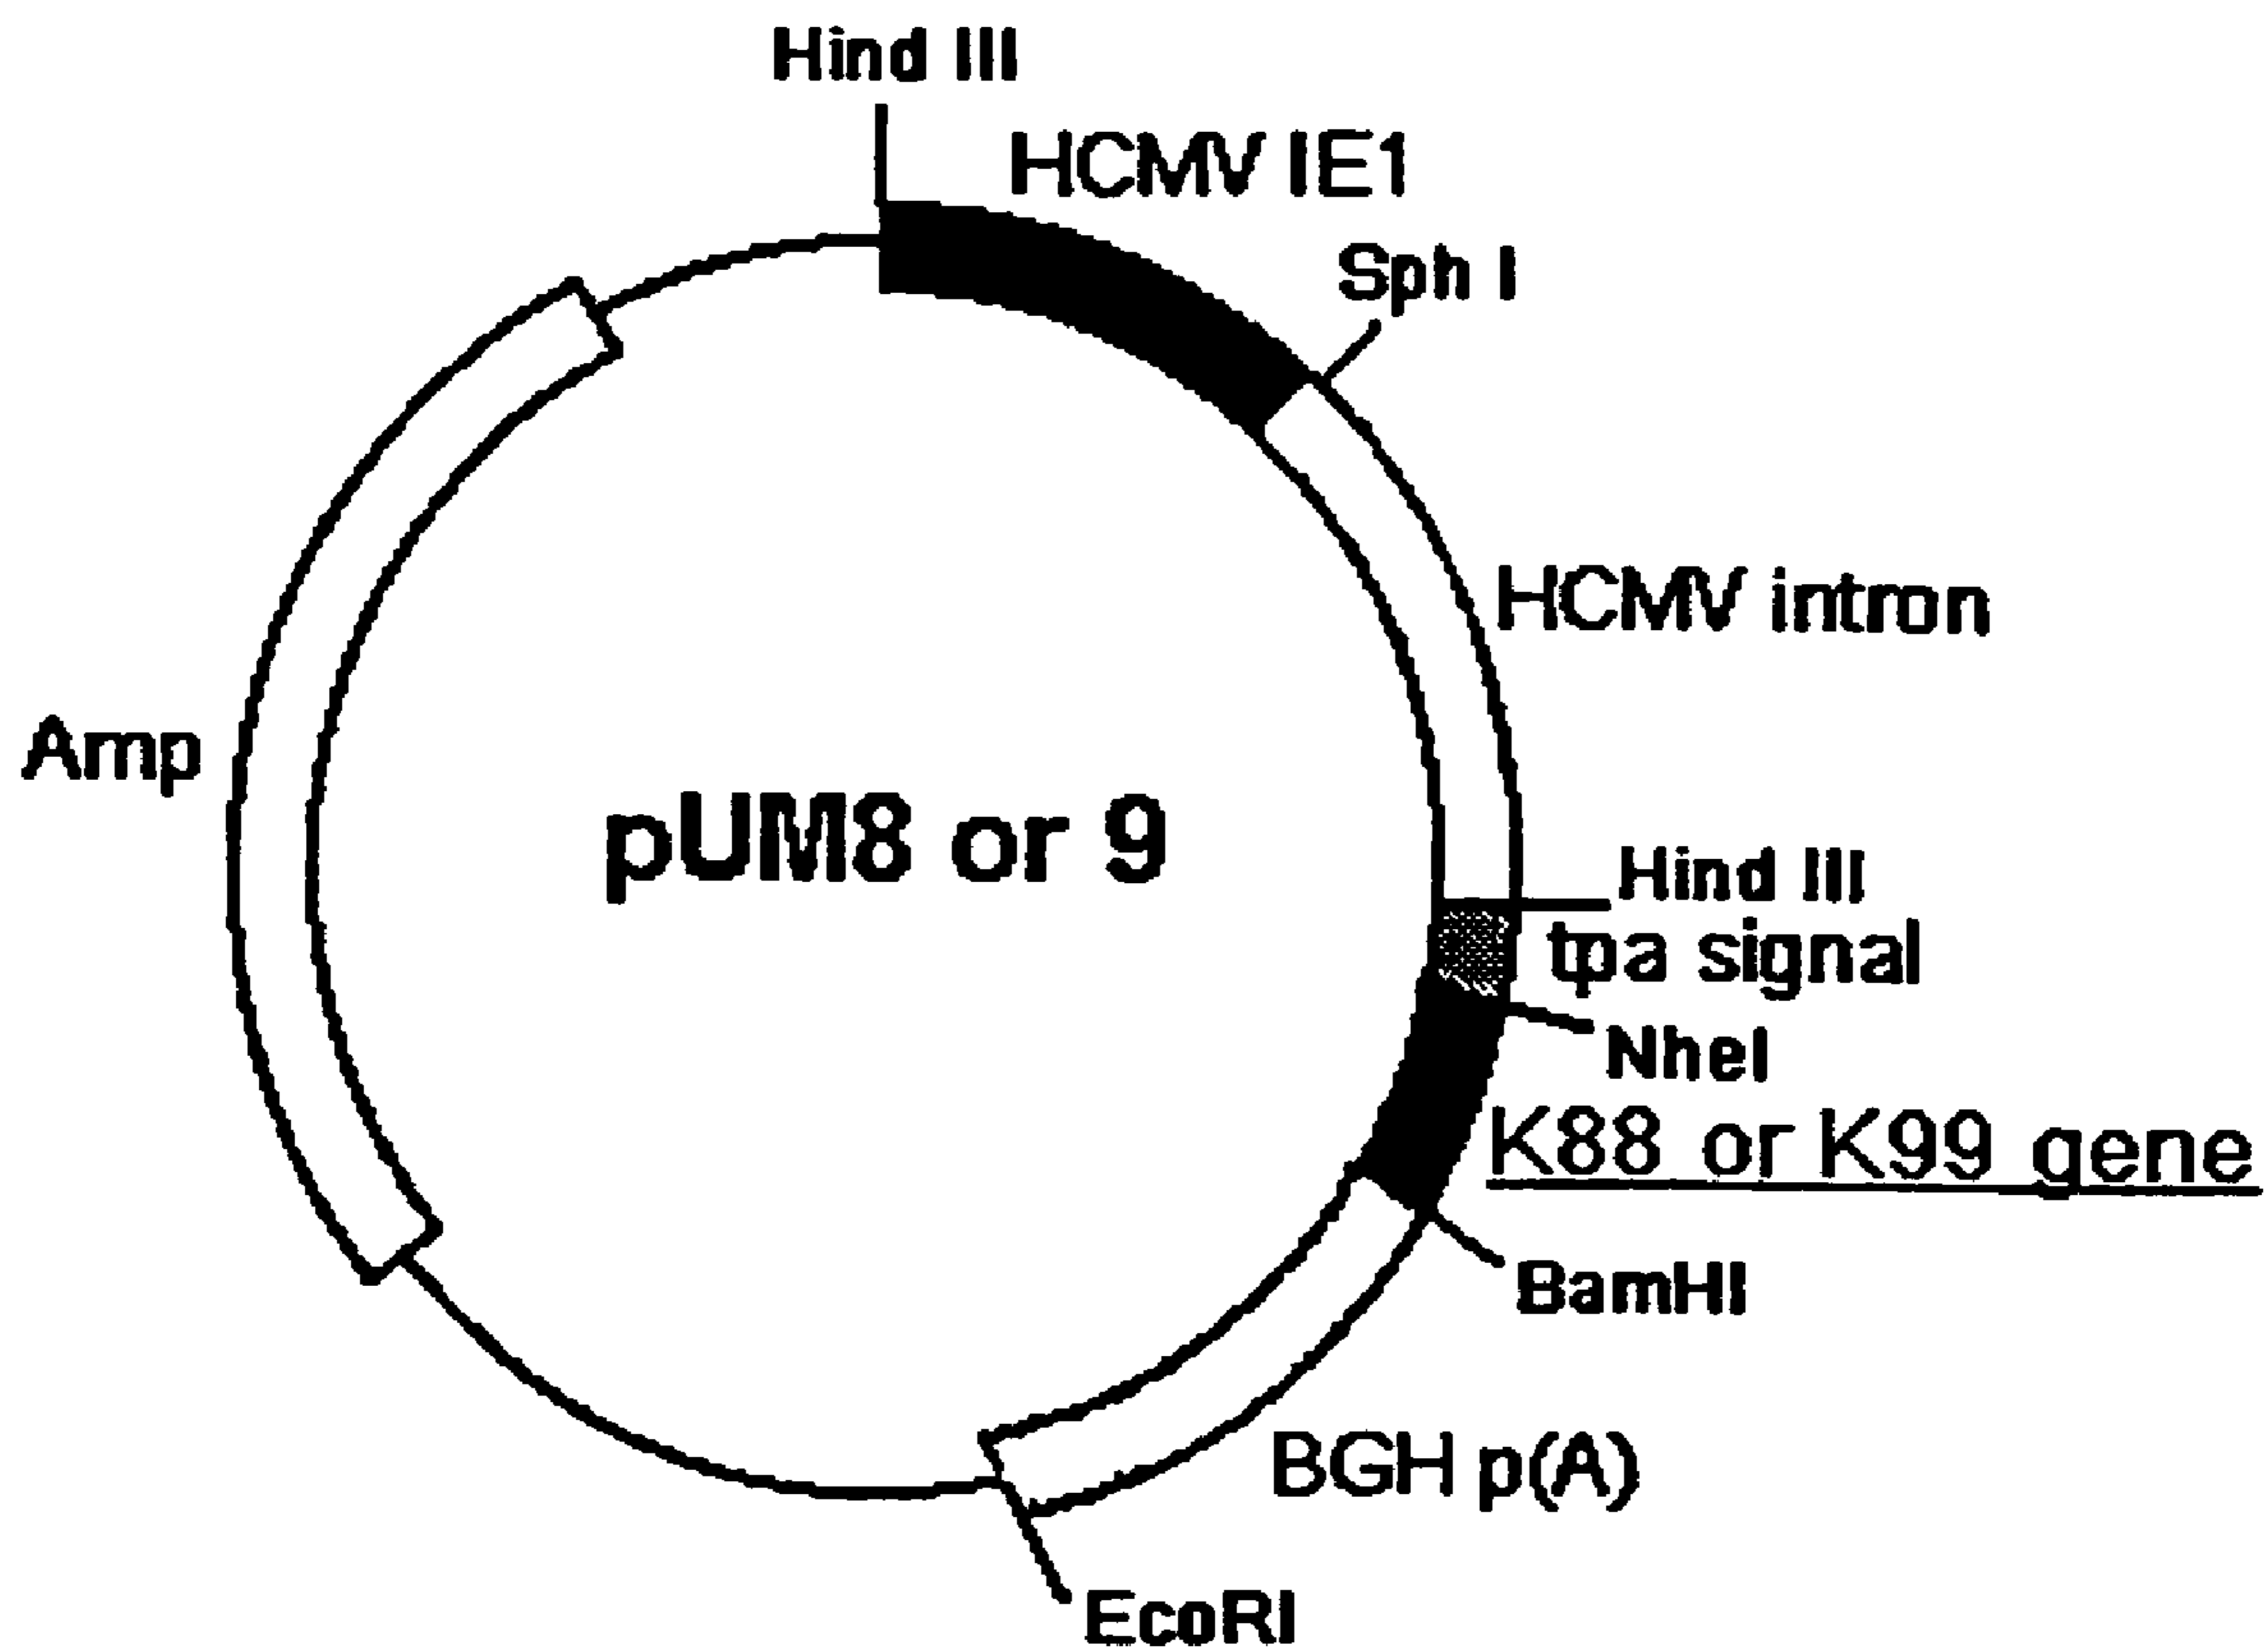 Hind III
HCMV IE1
Sph I
HCMV intron
Amp
pUM8 or 9
Hind III
tpa signal
NheI
K88 or K99 gene
BamHI
BGH p(A)
EcoRI